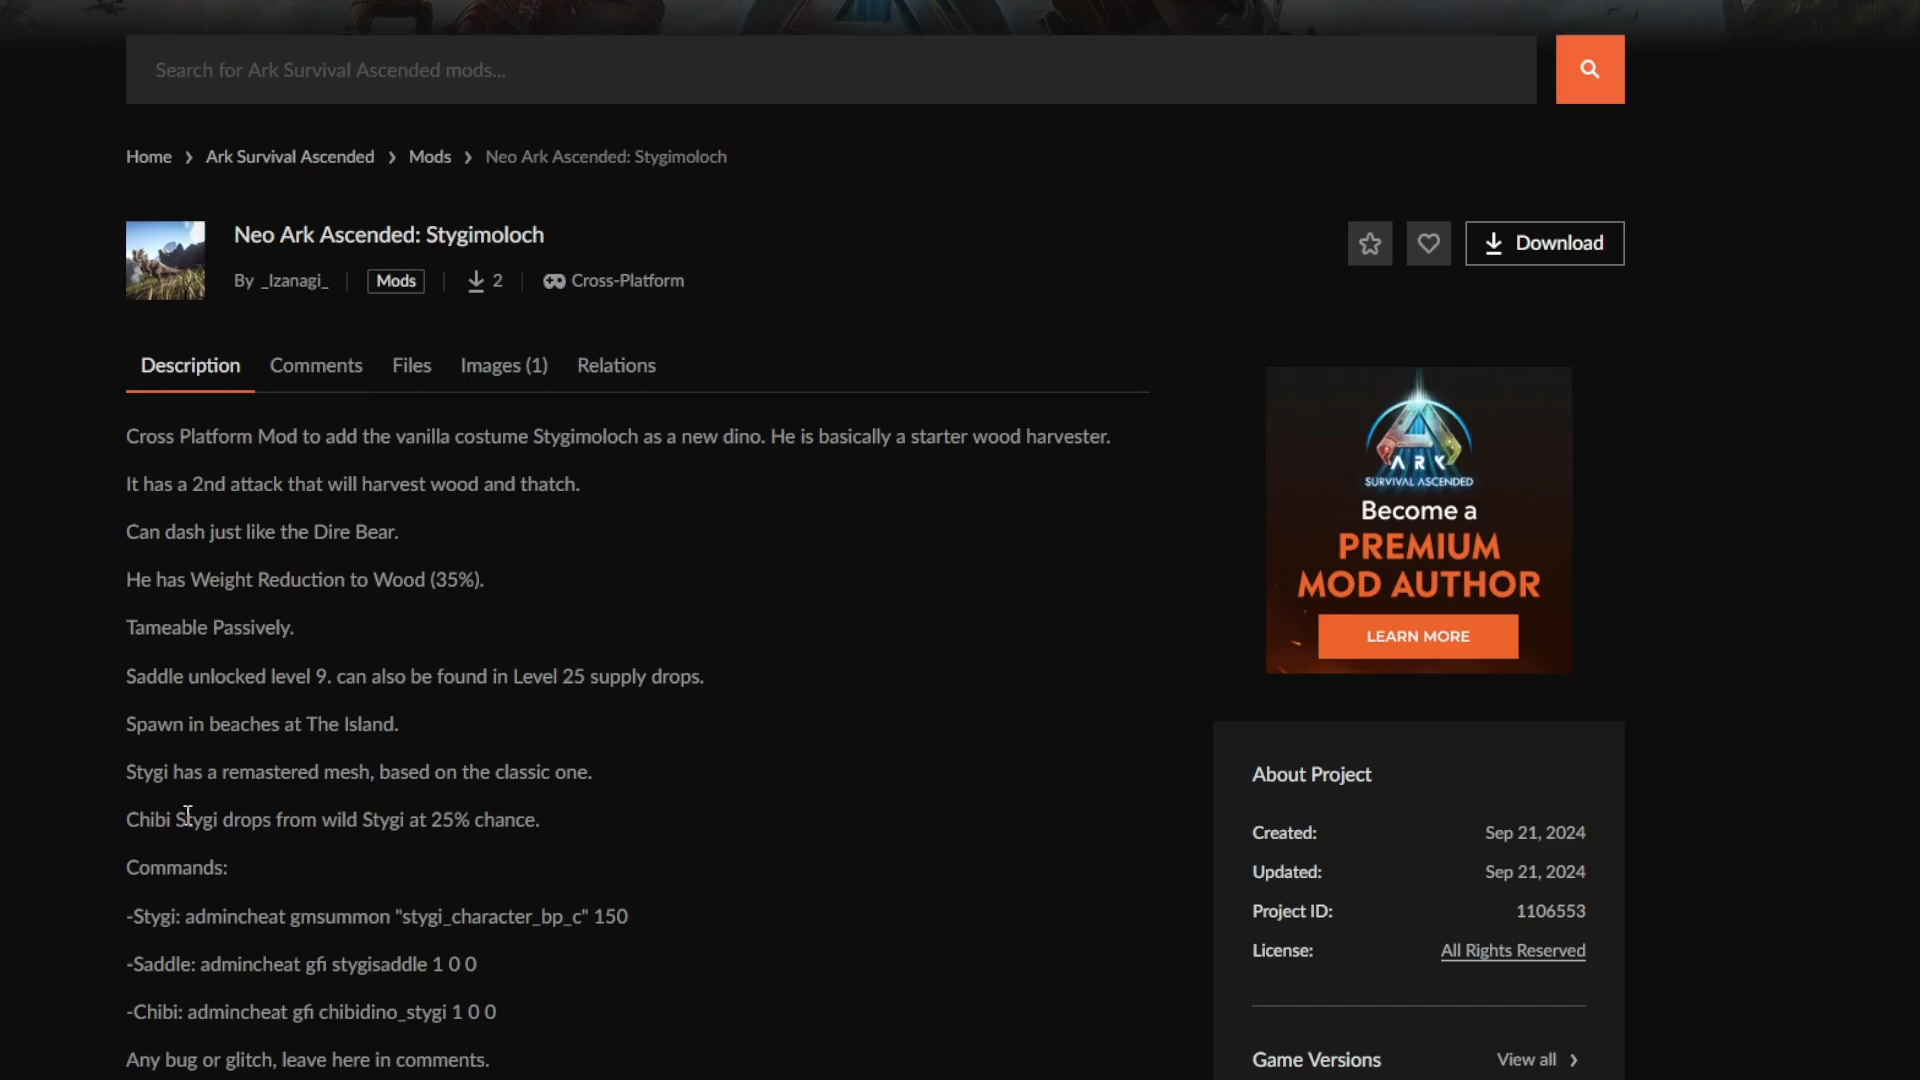 Search for Ark Survival Ascended mods...
Home > Ark Survival Ascended > Mods > Neo Ark Ascended: Stygimoloch
Neo Ark Ascended: Stygimoloch
By _Izanagi_ | Mods | 2 | Cross-Platform
Download
Description Comments Files Images (1) Relations
Cross Platform Mod to add the vanilla costume Stygimoloch as a new dino. He is basically a starter wood harvester.
It has a 2nd attack that will harvest wood and thatch.
Can dash just like the Dire Bear.
He has Weight Reduction to Wood (35%).
Tameable Passively.
Saddle unlocked level 9. can also be found in Level 25 supply drops.
Spawn in beaches at The Island.
Stygi has a remastered mesh, based on the classic one.
Chibi Stygi drops from wild Stygi at 25% chance.
Commands:
-Stygi: admincheat gmsummon "stygi_character_bp_c" 150
-Saddle: admincheat gfi stygisaddle 1 0 0
-Chibi: admincheat gfi chibidino_stygi 1 0 0
Any bug or glitch, leave here in comments.
ARK
SURVIVAL ASCENDED
Become a
PREMIUM
MOD AUTHOR
LEARN MORE
About Project
Created: Sep 21, 2024
Updated: Sep 21, 2024
Project ID: 1106553
License: All Rights Reserved
Game Versions View all >